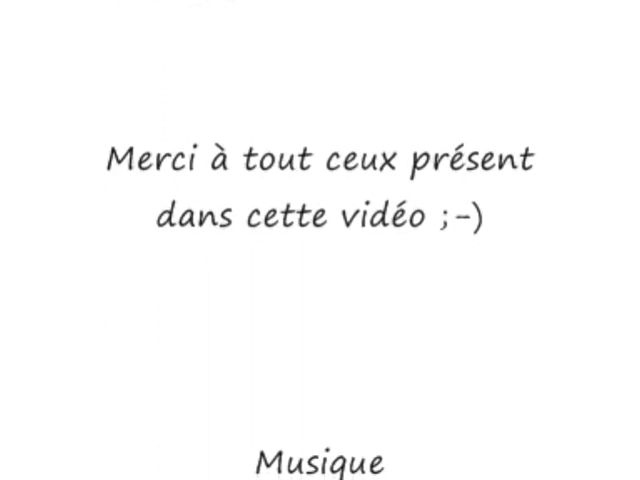 Merci à tout ceux présent
dans cette vidéo ;-)
Musique